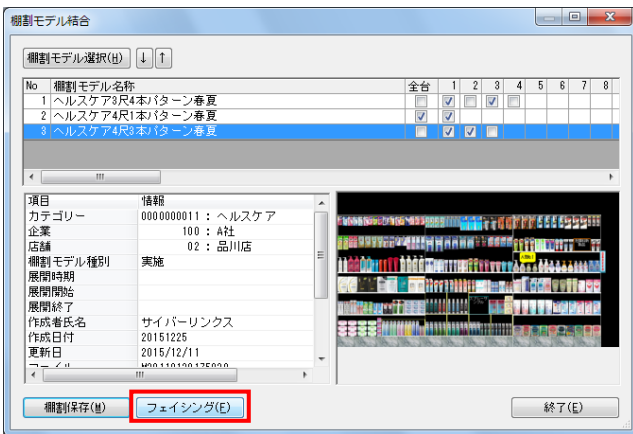 棚割モデル結合
棚割モデル選択(H) ↓ ↑
No 棚割モデル名称 全台 1 2 3 4 5 6 7 8
1 ヘルスケア3尺4本パターン春夏
2 ヘルスケア4尺1本パターン春夏
3 ヘルスケア4尺3本パターン春夏
項目 情報
カテゴリー 0000000011 : ヘルスケア
企業 100 : A社
店舗 02 : 品川店
棚割モデル種別 実施
展開時期
展開開始
展開終了
作成者氏名 サイバーリンクス
作成日付 20151225
更新日 2015/12/11
棚割保存(M) フェイシング(F) 終了(E)